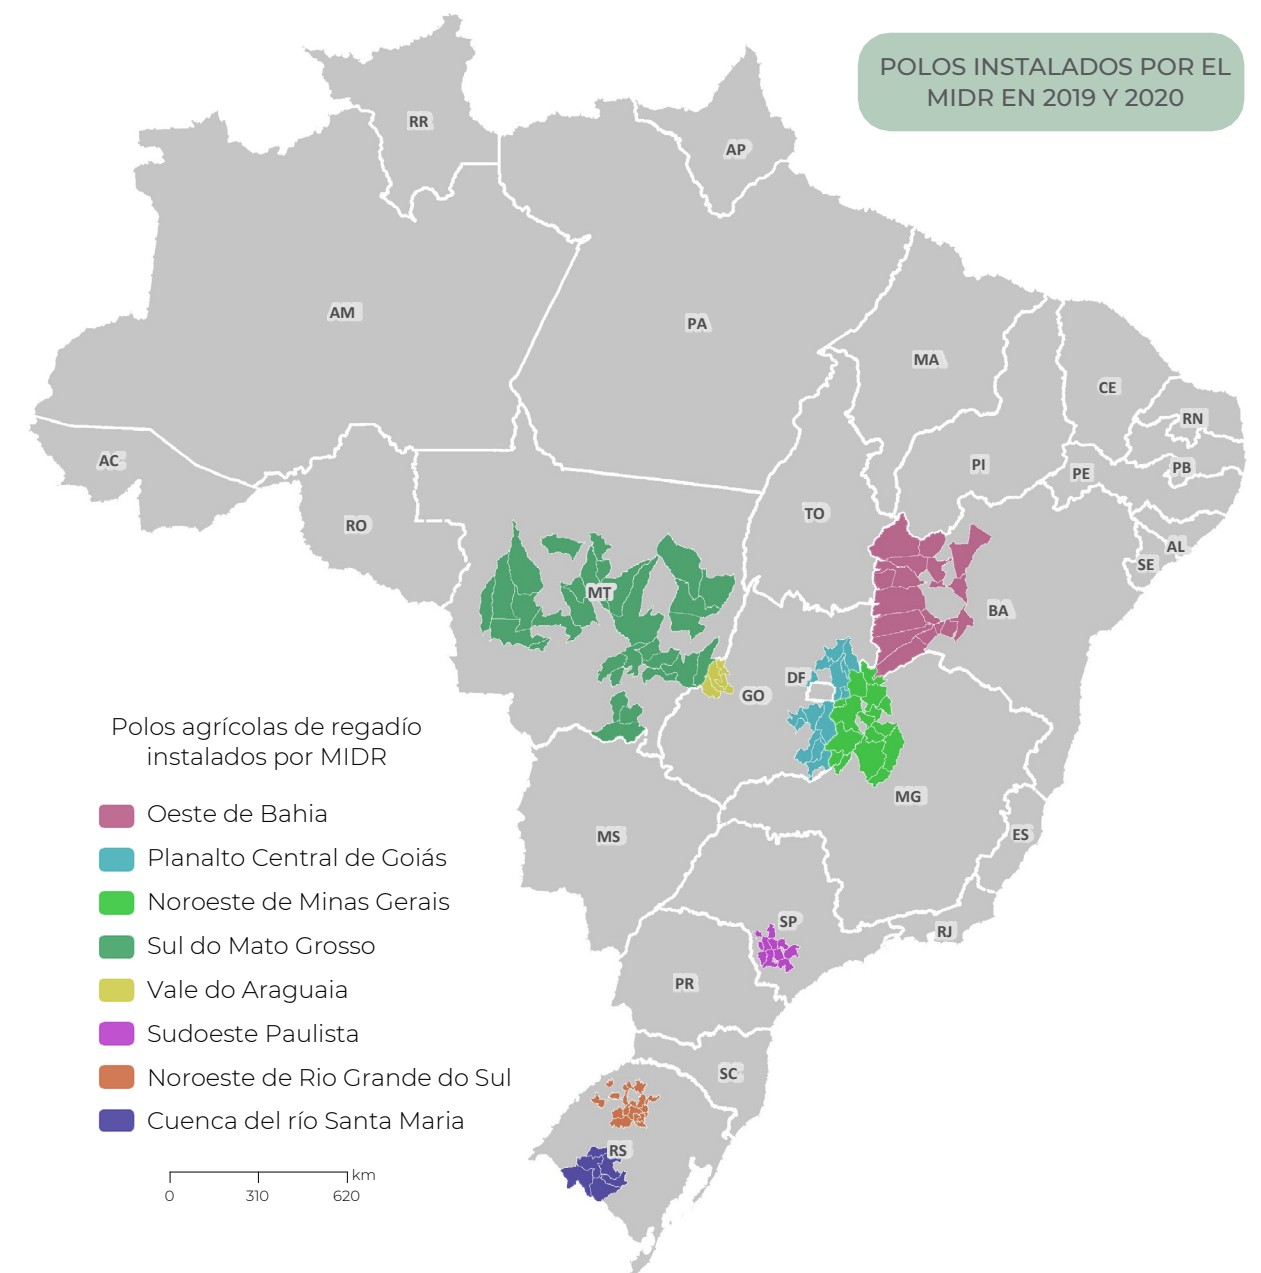 POLOS INSTALADOS POR EL
MIDR EN 2019 Y 2020
RR
AP
AM
PA
MA
CE
RN
AC
PI
PE
PB
RO
TO
AL
SE
MT
BA
DF
GO
MG
MS
ES
SP
RJ
PR
SC
RS
Polos agrícolas de regadío
instalados por MIDR
Oeste de Bahia
Planalto Central de Goiás
Noroeste de Minas Gerais
Sul do Mato Grosso
Vale do Araguaia
Sudoeste Paulista
Noroeste de Rio Grande do Sul
Cuenca del río Santa Maria
km
0 310 620